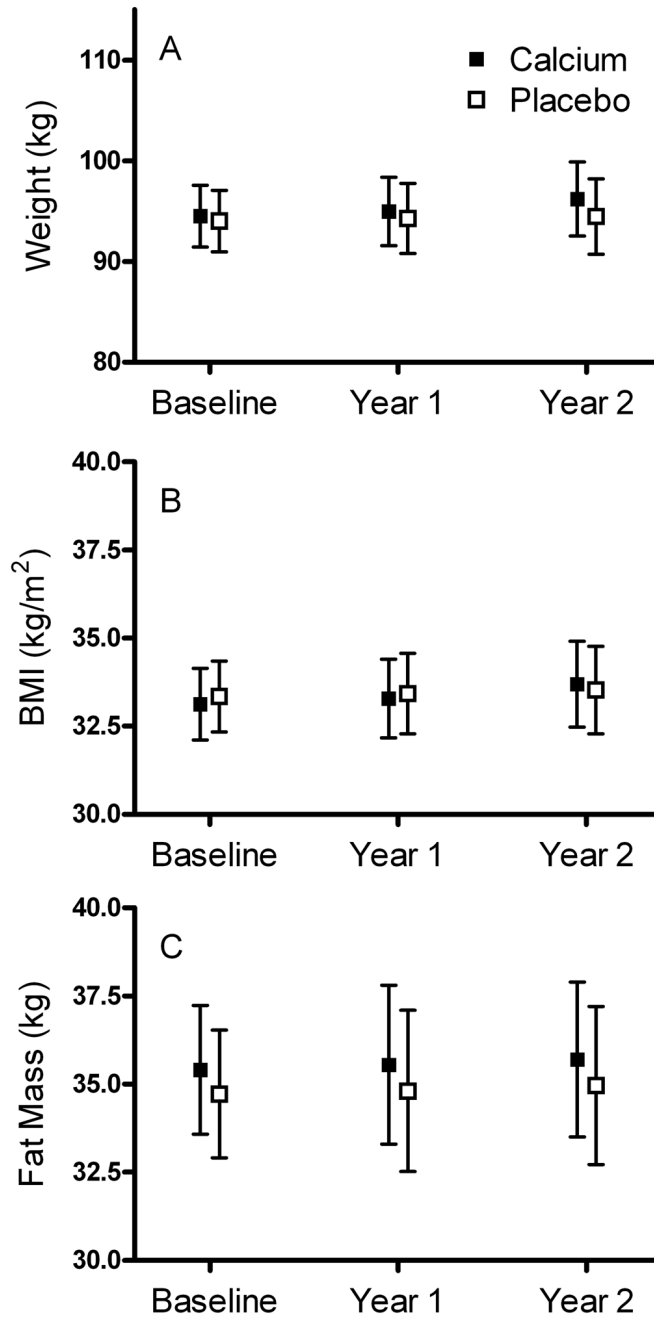 A
Calcium
Placebo
Weight (kg)
110
100
90
80
Baseline Year 1 Year 2
B
BMI (kg/m²)
40.0
37.5
35.0
32.5
30.0
Baseline Year 1 Year 2
C
Fat Mass (kg)
40.0
37.5
35.0
32.5
30.0
Baseline Year 1 Year 2